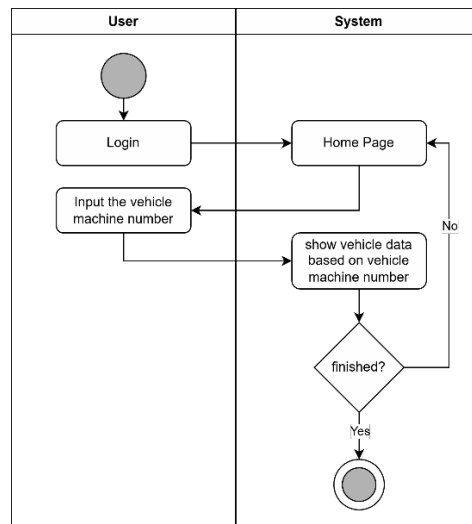 User
System
Login
Home Page
Input the vehicle
machine number
No
show vehicle data
based on vehicle
machine number
finished?
Yes